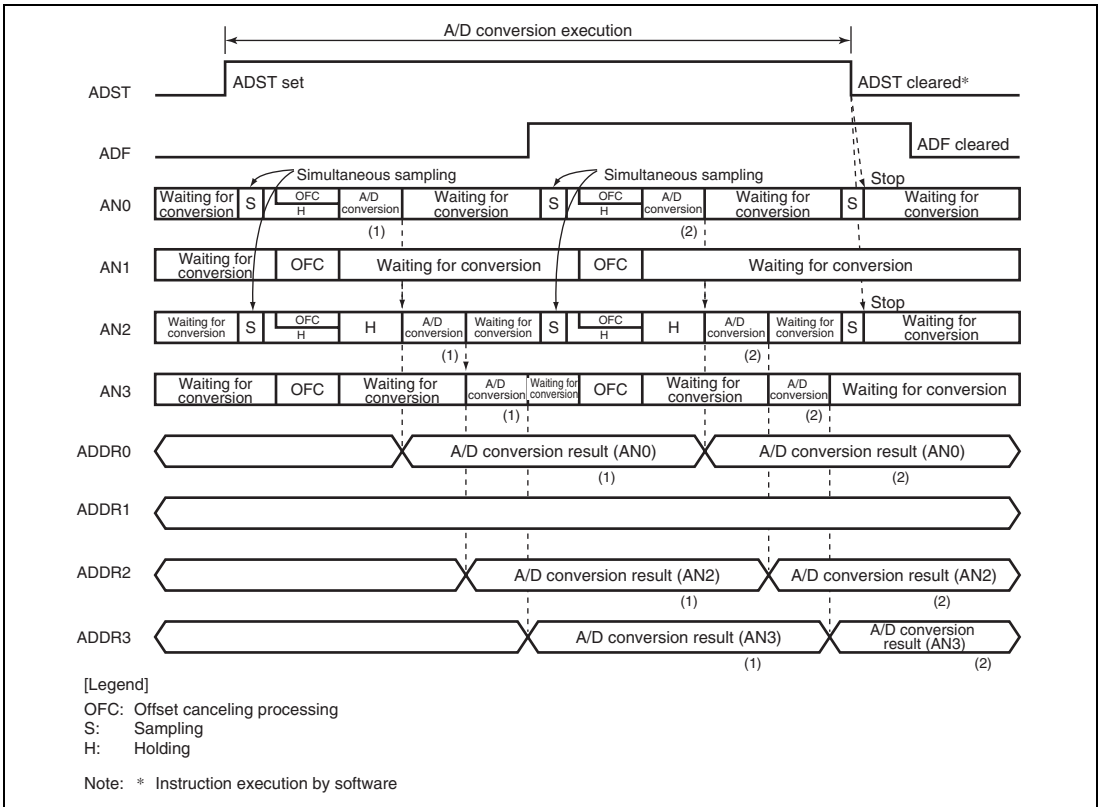 A/D conversion execution
ADST
ADST set
ADST cleared*
ADF
ADF cleared
Simultaneous sampling
Simultaneous sampling
Stop
AN0
Waiting for conversion
S
OFC
H
A/D conversion
Waiting for conversion
S
OFC
H
A/D conversion
Waiting for conversion
S
Waiting for conversion
(1)
(2)
AN1
Waiting for conversion
OFC
Waiting for conversion
OFC
Waiting for conversion
Stop
AN2
Waiting for conversion
S
OFC
H
H
A/D conversion
Waiting for conversion
S
OFC
H
H
A/D conversion
Waiting for conversion
S
Waiting for conversion
(1)
(2)
AN3
Waiting for conversion
OFC
Waiting for conversion
A/D conversion
Waiting for conversion
OFC
Waiting for conversion
A/D conversion
Waiting for conversion
(1)
(2)
ADDR0
A/D conversion result (AN0)
A/D conversion result (AN0)
(1)
(2)
ADDR1
ADDR2
A/D conversion result (AN2)
A/D conversion result (AN2)
(1)
(2)
ADDR3
A/D conversion result (AN3)
A/D conversion
result (AN3)
(1)
(2)
[Legend]
OFC: Offset canceling processing
S: Sampling
H: Holding
Note: * Instruction execution by software